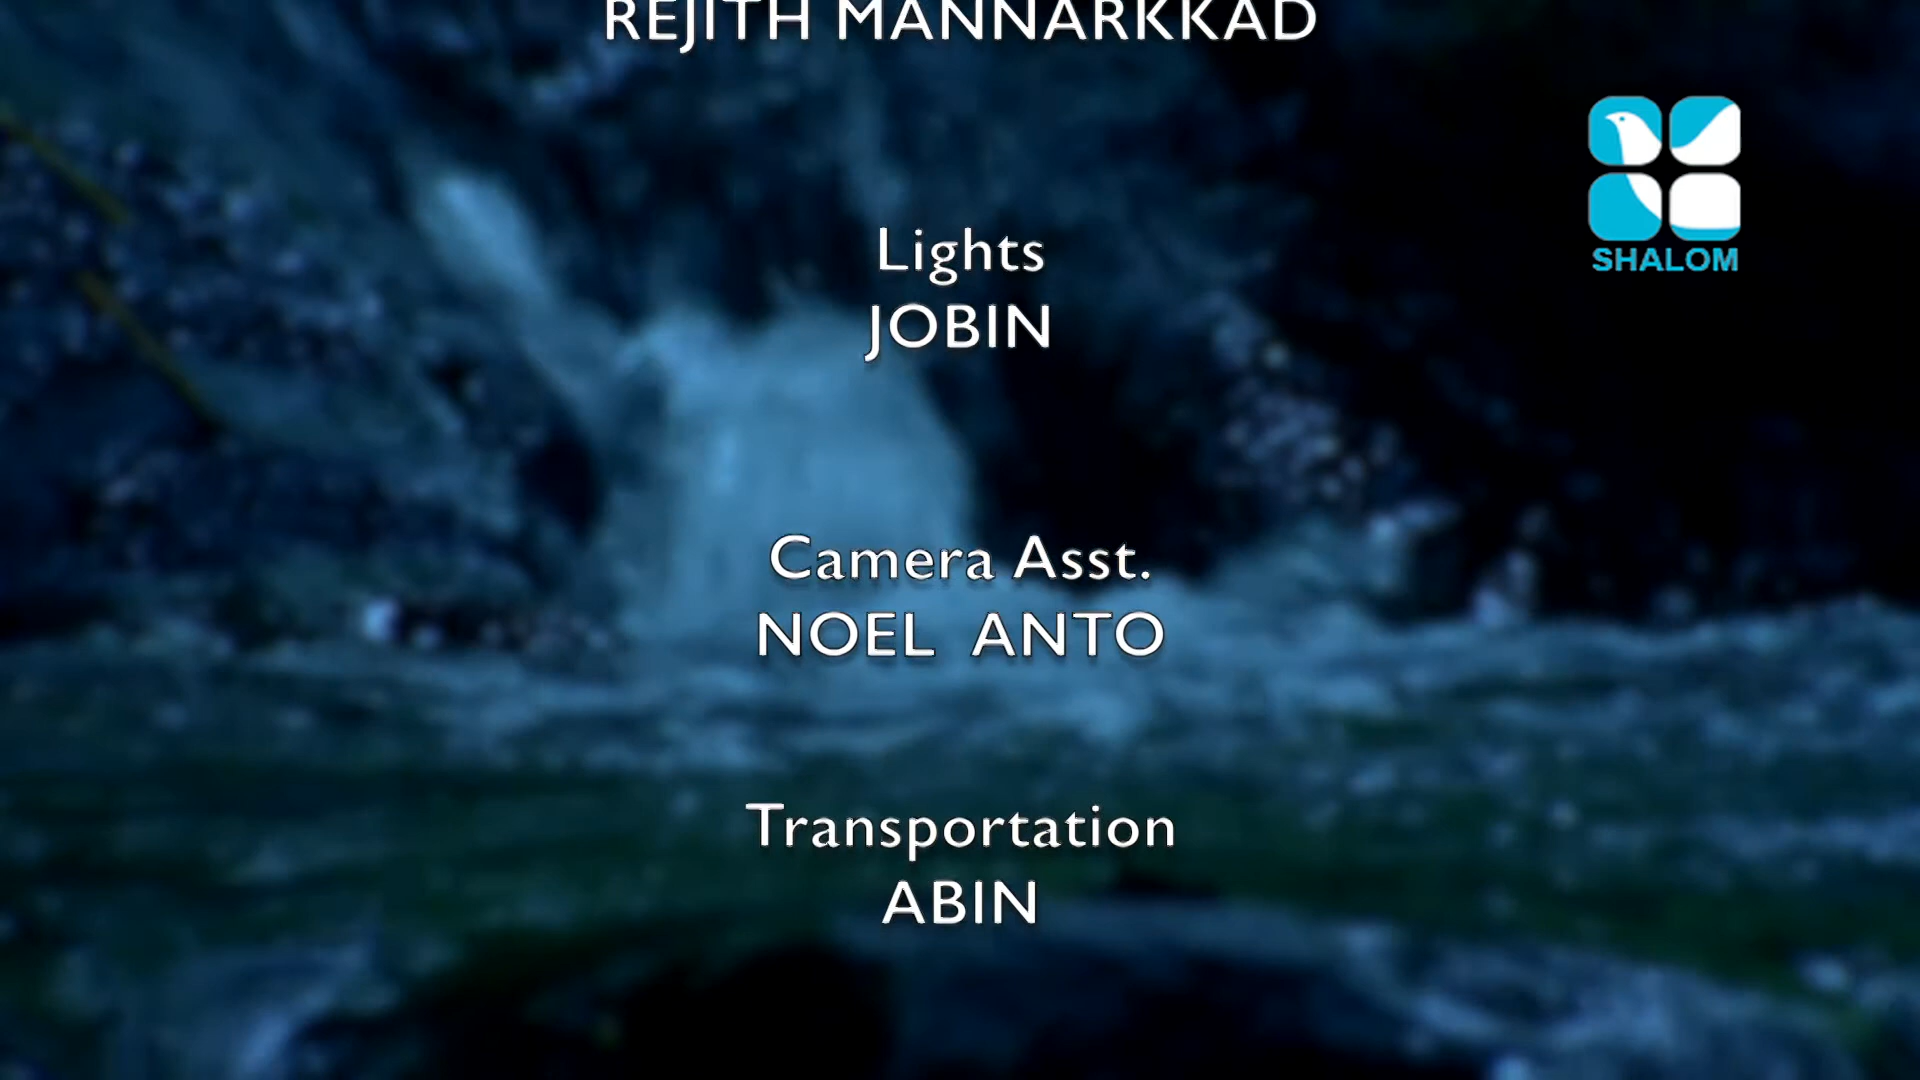 REJITH MANNARKKAD
SHALOM
Lights
JOBIN
Camera Asst.
NOEL ANTO
Transportation
ABIN